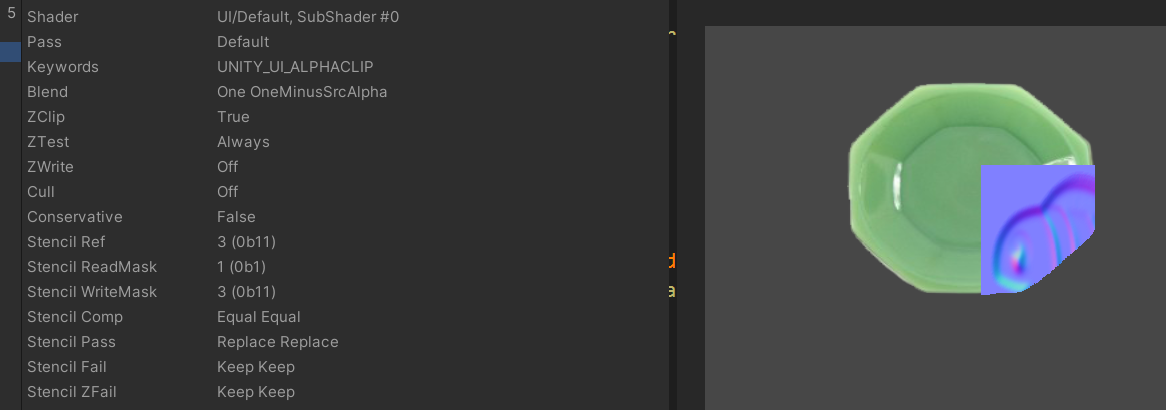 5
Shader UI/Default, SubShader #0
Pass Default
Keywords UNITY_UI_ALPHACLIP
Blend One OneMinusSrcAlpha
ZClip True
ZTest Always
ZWrite Off
Cull Off
Conservative False
Stencil Ref 3 (0b11)
Stencil ReadMask 1 (0b1)
Stencil WriteMask 3 (0b11)
Stencil Comp Equal Equal
Stencil Pass Replace Replace
Stencil Fail Keep Keep
Stencil ZFail Keep Keep